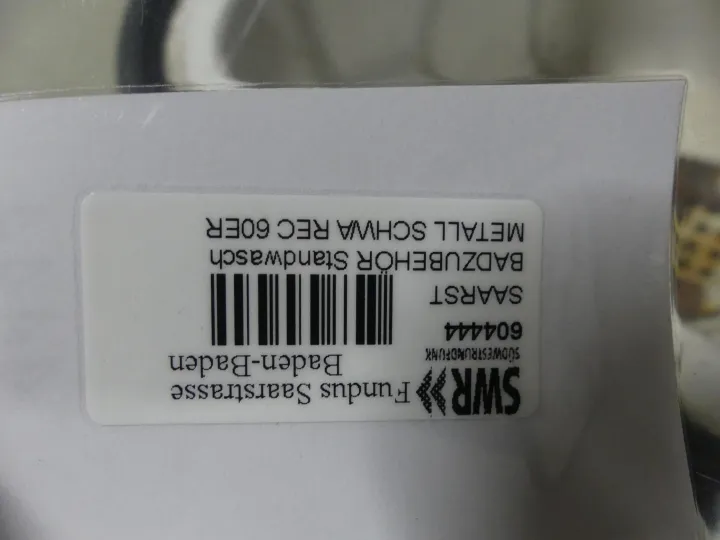 SWR Fundus Saarstrasse
SÜDWESTRUNDFUNK Baden-Baden
604444
SAARST
BADZUBEHÖR Standwasch
METALL SCHWA REC 60ER